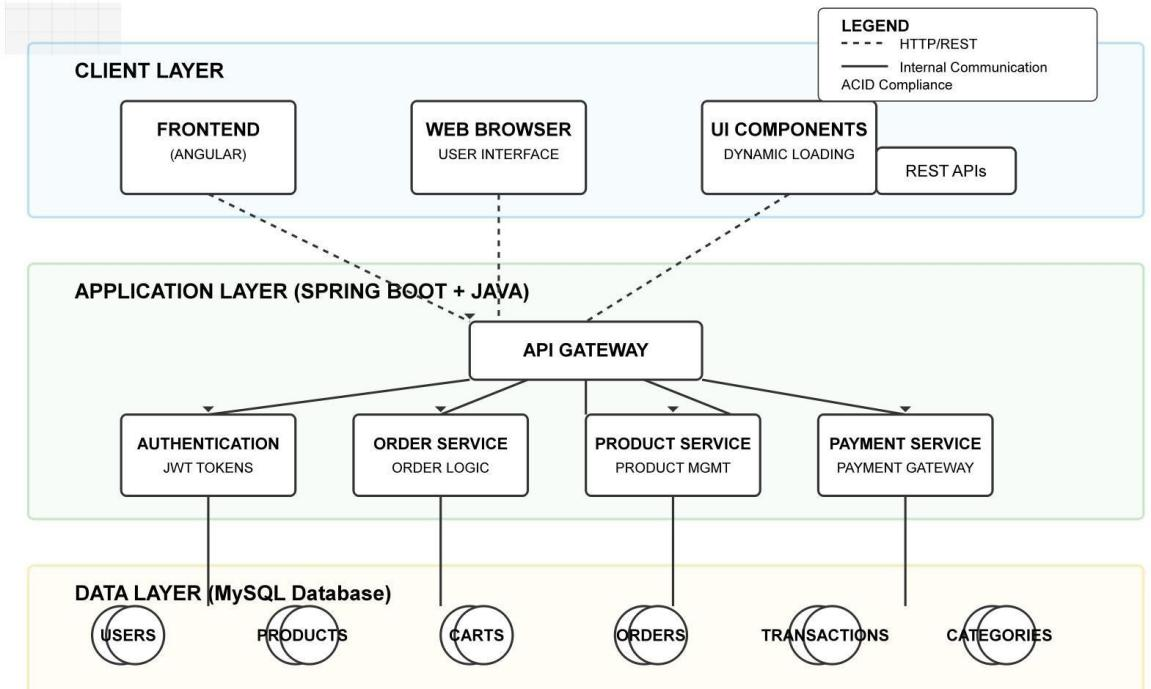 LEGEND
HTTP/REST
Internal Communication
ACID Compliance
CLIENT LAYER
FRONTEND
(ANGULAR)
WEB BROWSER
USER INTERFACE
UI COMPONENTS
DYNAMIC LOADING
REST APIs
APPLICATION LAYER (SPRING BOOT + JAVA)
API GATEWAY
AUTHENTICATION
JWT TOKENS
ORDER SERVICE
ORDER LOGIC
PRODUCT SERVICE
PRODUCT MGMT
PAYMENT SERVICE
PAYMENT GATEWAY
DATA LAYER (MySQL Database)
USERS
PRODUCTS
CARTS
ORDERS
TRANSACTIONS
CATEGORIES